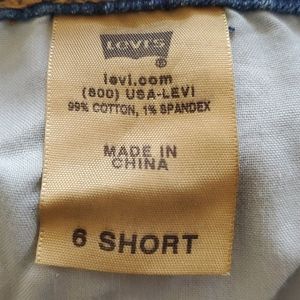 LEVI'S
®
levi.com
(800) USA-LEVI
99% COTTON, 1% SPANDEX
MADE IN
CHINA
6 SHORT